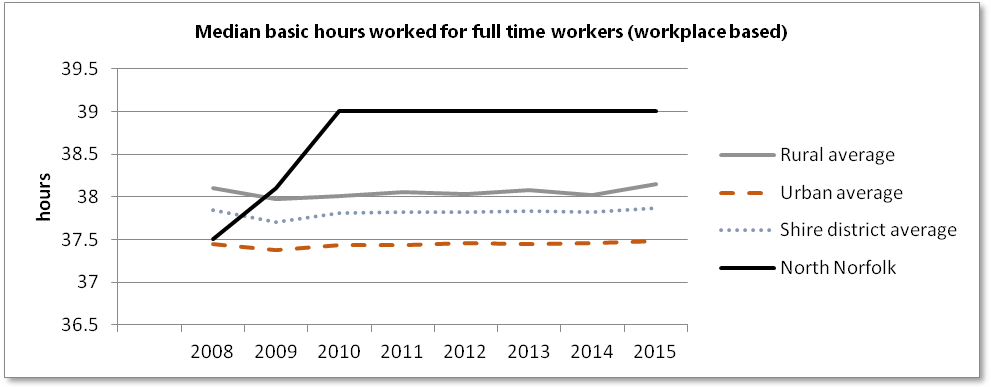 Median basic hours worked for full time workers (workplace based)
39.5
39
38.5
38
37.5
37
36.5
hours
2008 2009 2010 2011 2012 2013 2014 2015
Rural average
Urban average
Shire district average
North Norfolk